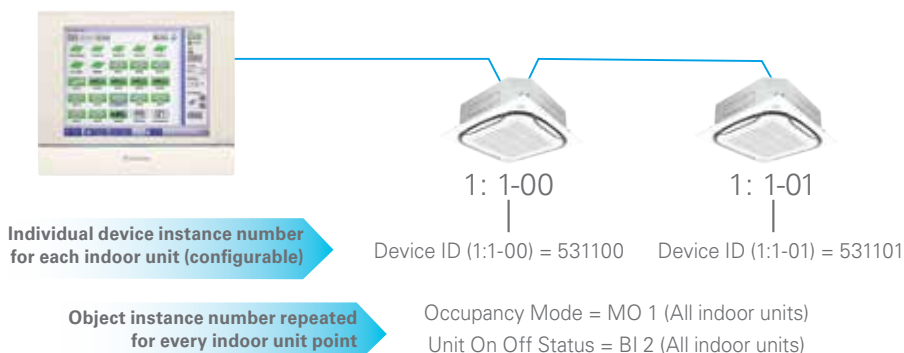 1: 1-00
1: 1-01
Individual device instance number
for each indoor unit (configurable)
Device ID (1:1-00) = 531100
Device ID (1:1-01) = 531101
Object instance number repeated
for every indoor unit point
Occupancy Mode = MO 1 (All indoor units)
Unit On Off Status = BI 2 (All indoor units)